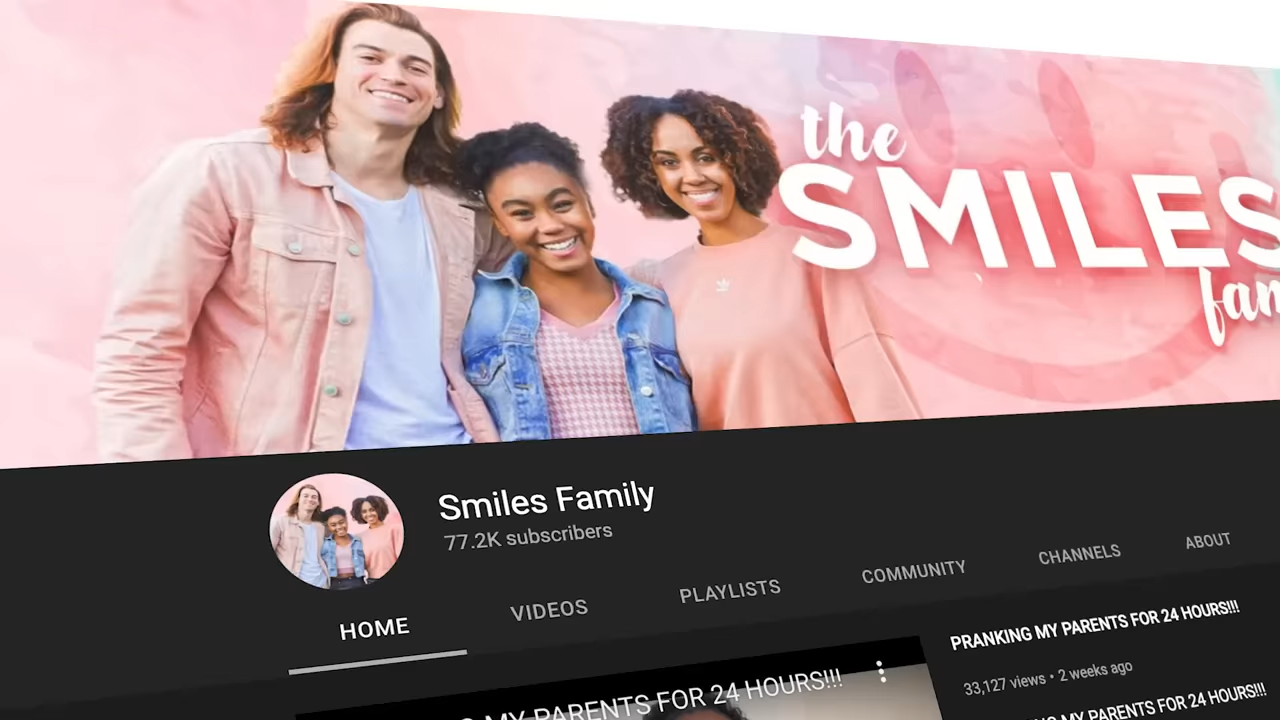 the
SMILES
Smiles Family
77.2K subscribers
HOME
VIDEOS
PLAYLISTS
COMMUNITY
CHANNELS
ABOUT
PRANKING MY PARENTS FOR 24 HOURS!!!
33,127 views • 2 weeks ago
MY PARENTS FOR 24 HOURS!!!
MY PARENTS FOR 24 HOURS!!!